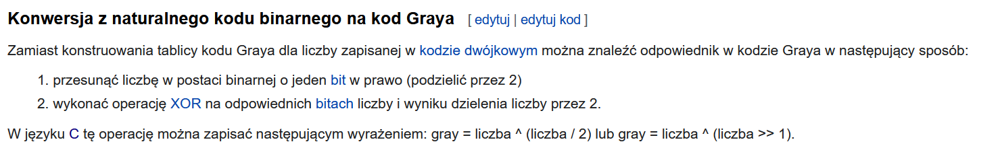 Konwersja z naturalnego kodu binarnego na kod Graya [ edytuj | edytuj kod ]
Zamiast konstruowania tablicy kodu Graya dla liczby zapisanej w kodzie dwójkowym można znaleźć odpowiednik w kodzie Graya w następujący sposób:
1. przesunąć liczbę w postaci binarnej o jeden bit w prawo (podzielić przez 2)
2. wykonać operację XOR na odpowiednich bitach liczby i wyniku dzielenia liczby przez 2.
W języku C tę operację można zapisać następującym wyrażeniem: gray = liczba ^ (liczba / 2) lub gray = liczba ^ (liczba >> 1).